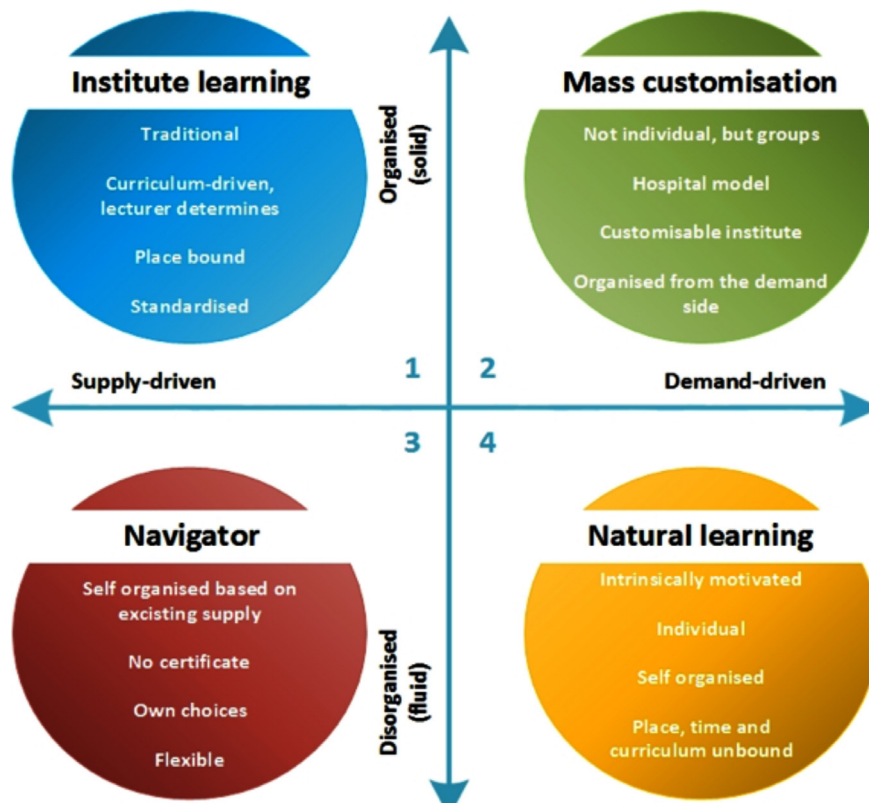 Institute learning
Traditional
Curriculum-driven,
lecturer determines
Place bound
Standardised
Organised
(solid)
Mass customisation
Not individual, but groups
Hospital model
Customisable institute
Organised from the demand
side
1
2
Supply-driven
Demand-driven
3
4
Navigator
Self organised based on
excisting supply
No certificate
Own choices
Flexible
Disorganised
(fluid)
Natural learning
Intrinsically motivated
Individual
Self organised
Place, time and
curriculum unbound